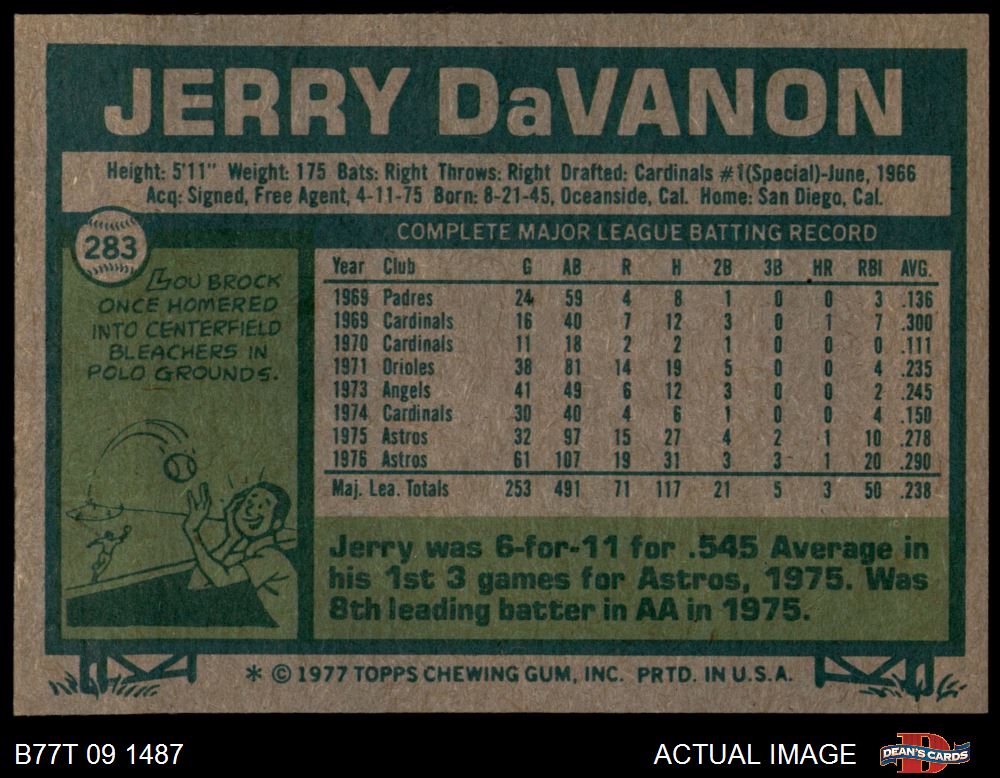 JERRY DaVANON
Height: 5'11" Weight: 175 Bats: Right Throws: Right Drafted: Cardinals #1(Special)-June, 1966
Acq: Signed, Free Agent, 4-11-75 Born: 8-21-45, Oceanside, Cal. Home: San Diego, Cal.
283
LOU BROCK
ONCE HOMERED
INTO CENTERFIELD
BLEACHERS IN
POLO GROUNDS.
COMPLETE MAJOR LEAGUE BATTING RECORD
Year Club G AB R H 2B 3B HR RBI AVG.
1969 Padres 24 59 4 8 1 0 0 3 .136
1969 Cardinals 16 40 7 12 3 0 1 7 .300
1970 Cardinals 11 18 2 2 1 0 0 0 .111
1971 Orioles 38 81 14 19 5 0 0 4 .235
1973 Angels 41 49 6 12 3 0 0 2 .245
1974 Cardinals 30 40 4 6 1 0 0 4 .150
1975 Astros 32 97 15 27 4 2 1 10 .278
1976 Astros 61 107 19 31 3 3 1 20 .290
Maj. Lea. Totals 253 491 71 117 21 5 3 50 .238
Jerry was 6-for-11 for .545 Average in
his 1st 3 games for Astros, 1975. Was
8th leading batter in AA in 1975.
* © 1977 TOPPS CHEWING GUM, INC. PRTD. IN U.S.A.
B77T 09 1487
ACTUAL IMAGE
DEAN'S CARDS